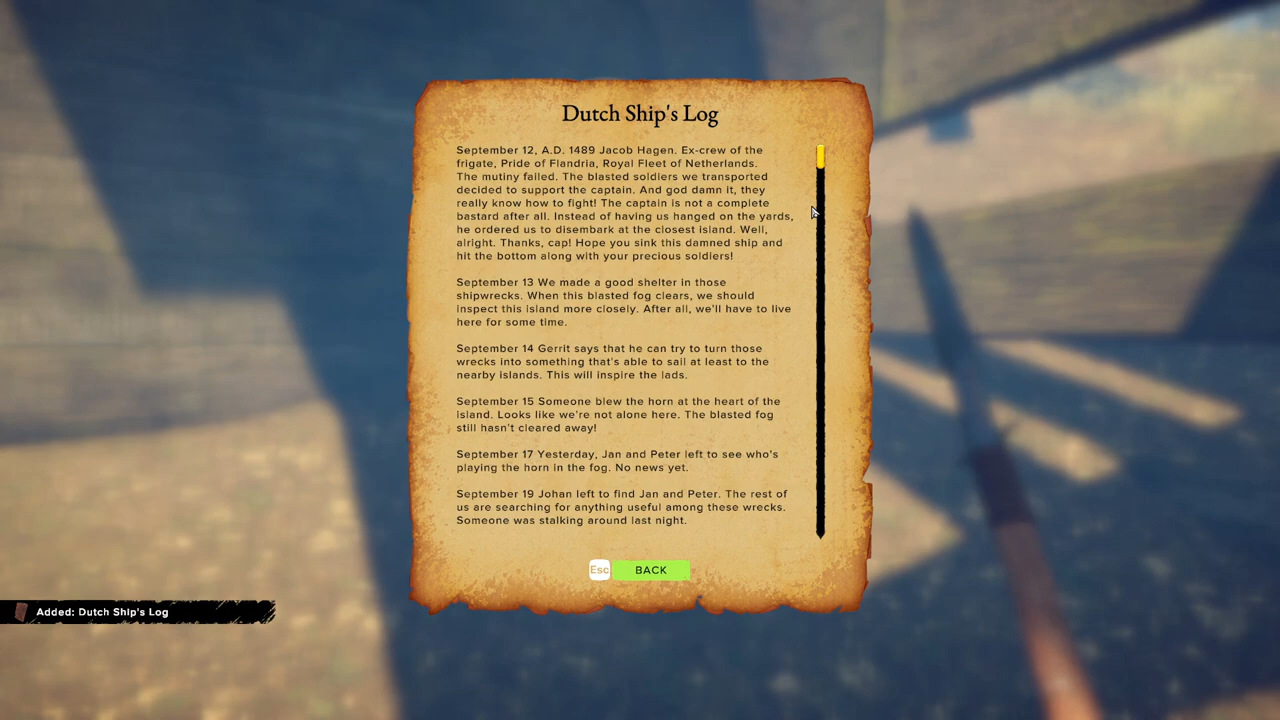 Dutch Ship's Log
September 12, A.D. 1489 Jacob Hagen. Ex-crew of the
frigate, Pride of Flandria, Royal Fleet of Netherlands.
The mutiny failed. The blasted soldiers we transported
decided to support the captain. And god damn it, they
really know how to fight! The captain is not a complete
bastard after all. Instead of having us hanged on the yards,
he ordered us to disembark at the closest island. Well,
alright. Thanks, cap! Hope you sink this damned ship and
hit the bottom along with your precious soldiers!
September 13 We made a good shelter in those
shipwrecks. When this blasted fog clears, we should
inspect this island more closely. After all, we'll have to live
here for some time.
September 14 Gerrit says that he can try to turn those
wrecks into something that's able to sail at least to the
nearby islands. This will inspire the lads.
September 15 Someone blew the horn at the heart of the
island. Looks like we're not alone here. The blasted fog
still hasn't cleared away!
September 17 Yesterday, Jan and Peter left to see who's
playing the horn in the fog. No news yet.
September 19 Johan left to find Jan and Peter. The rest of
us are searching for anything useful among these wrecks.
Someone was stalking around last night.
Esc BACK
Added: Dutch Ship's Log